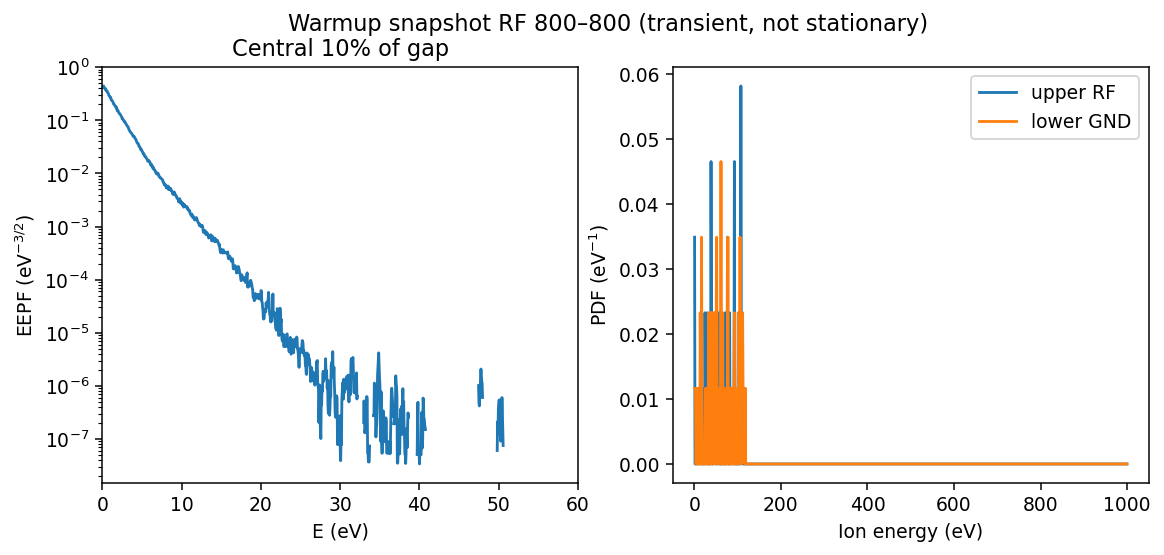 Warmup snapshot RF 800–800 (transient, not stationary)
Central 10% of gap
EEPF (eV⁻³/²)
10⁰
10⁻¹
10⁻²
10⁻³
10⁻⁴
10⁻⁵
10⁻⁶
10⁻⁷
0 10 20 30 40 50 60
E (eV)
PDF (eV⁻¹)
0.06
0.05
0.04
0.03
0.02
0.01
0.00
upper RF
lower GND
0 200 400 600 800 1000
Ion energy (eV)